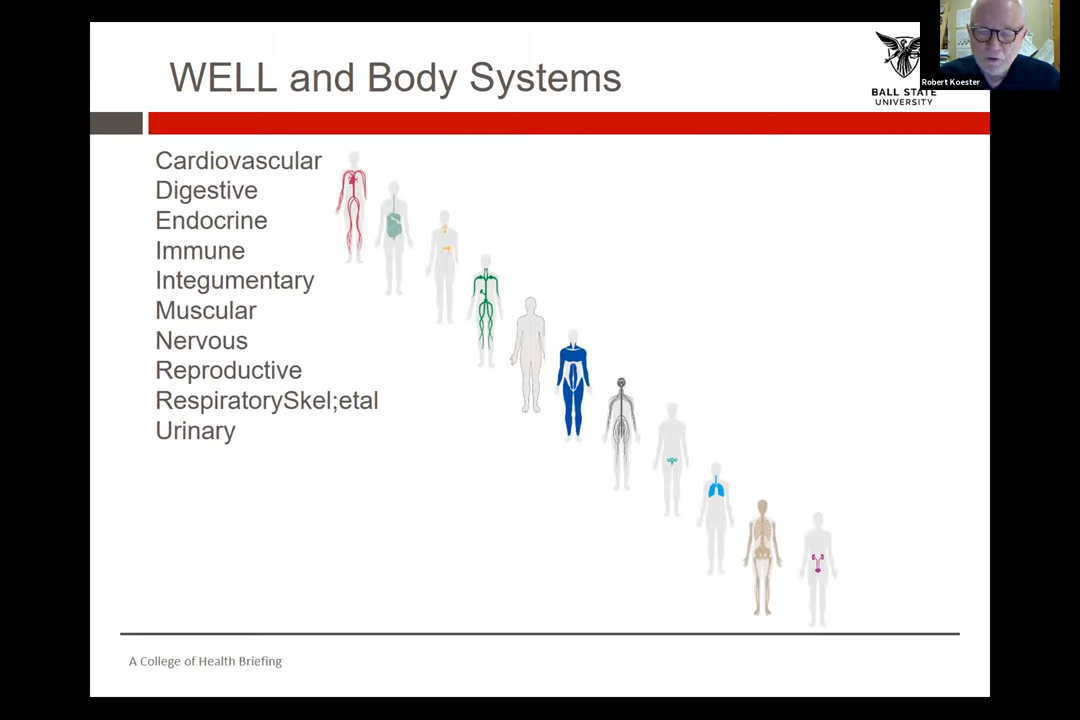 WELL and Body Systems
BALL STATE
UNIVERSITY
Robert Koester
Cardiovascular
Digestive
Endocrine
Immune
Integumentary
Muscular
Nervous
Reproductive
RespiratorySkel;etal
Urinary
A College of Health Briefing